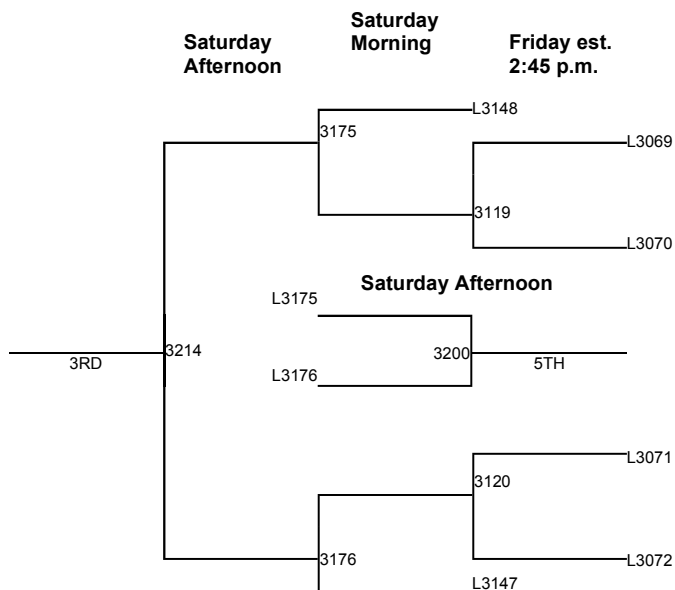 Saturday
Afternoon
Saturday
Morning
Friday est.
2:45 p.m.
L3148
3175
L3069
3119
L3070
Saturday Afternoon
L3175
3RD
3214
3200
5TH
L3176
L3071
3120
3176
L3072
L3147